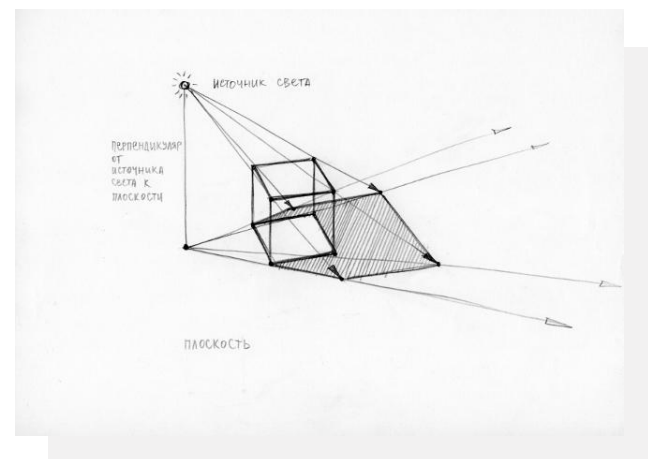 ИСТОЧНИК СВЕТА
ПЕРПЕНДИКУЛЯР
ОТ
ИСТОЧНИКА
СВЕТА К
ПЛОСКОСТИ
ПЛОСКОСТЬ